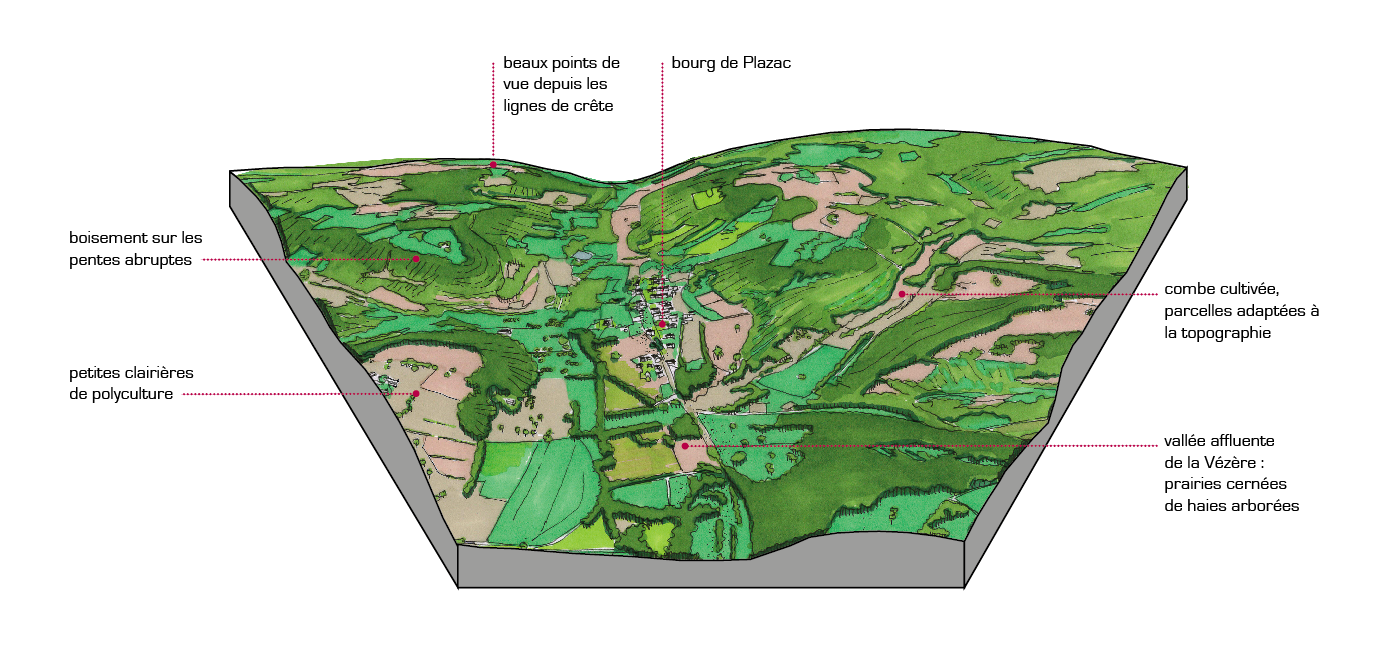 beaux points de
vue depuis les
lignes de crête
bourg de Plazac
boisement sur les
pentes abruptes
combe cultivée,
parcelles adaptées à
la topographie
petites clairières
de polyculture
vallée affluente
de la Vézère :
prairies cernées
de haies arborées